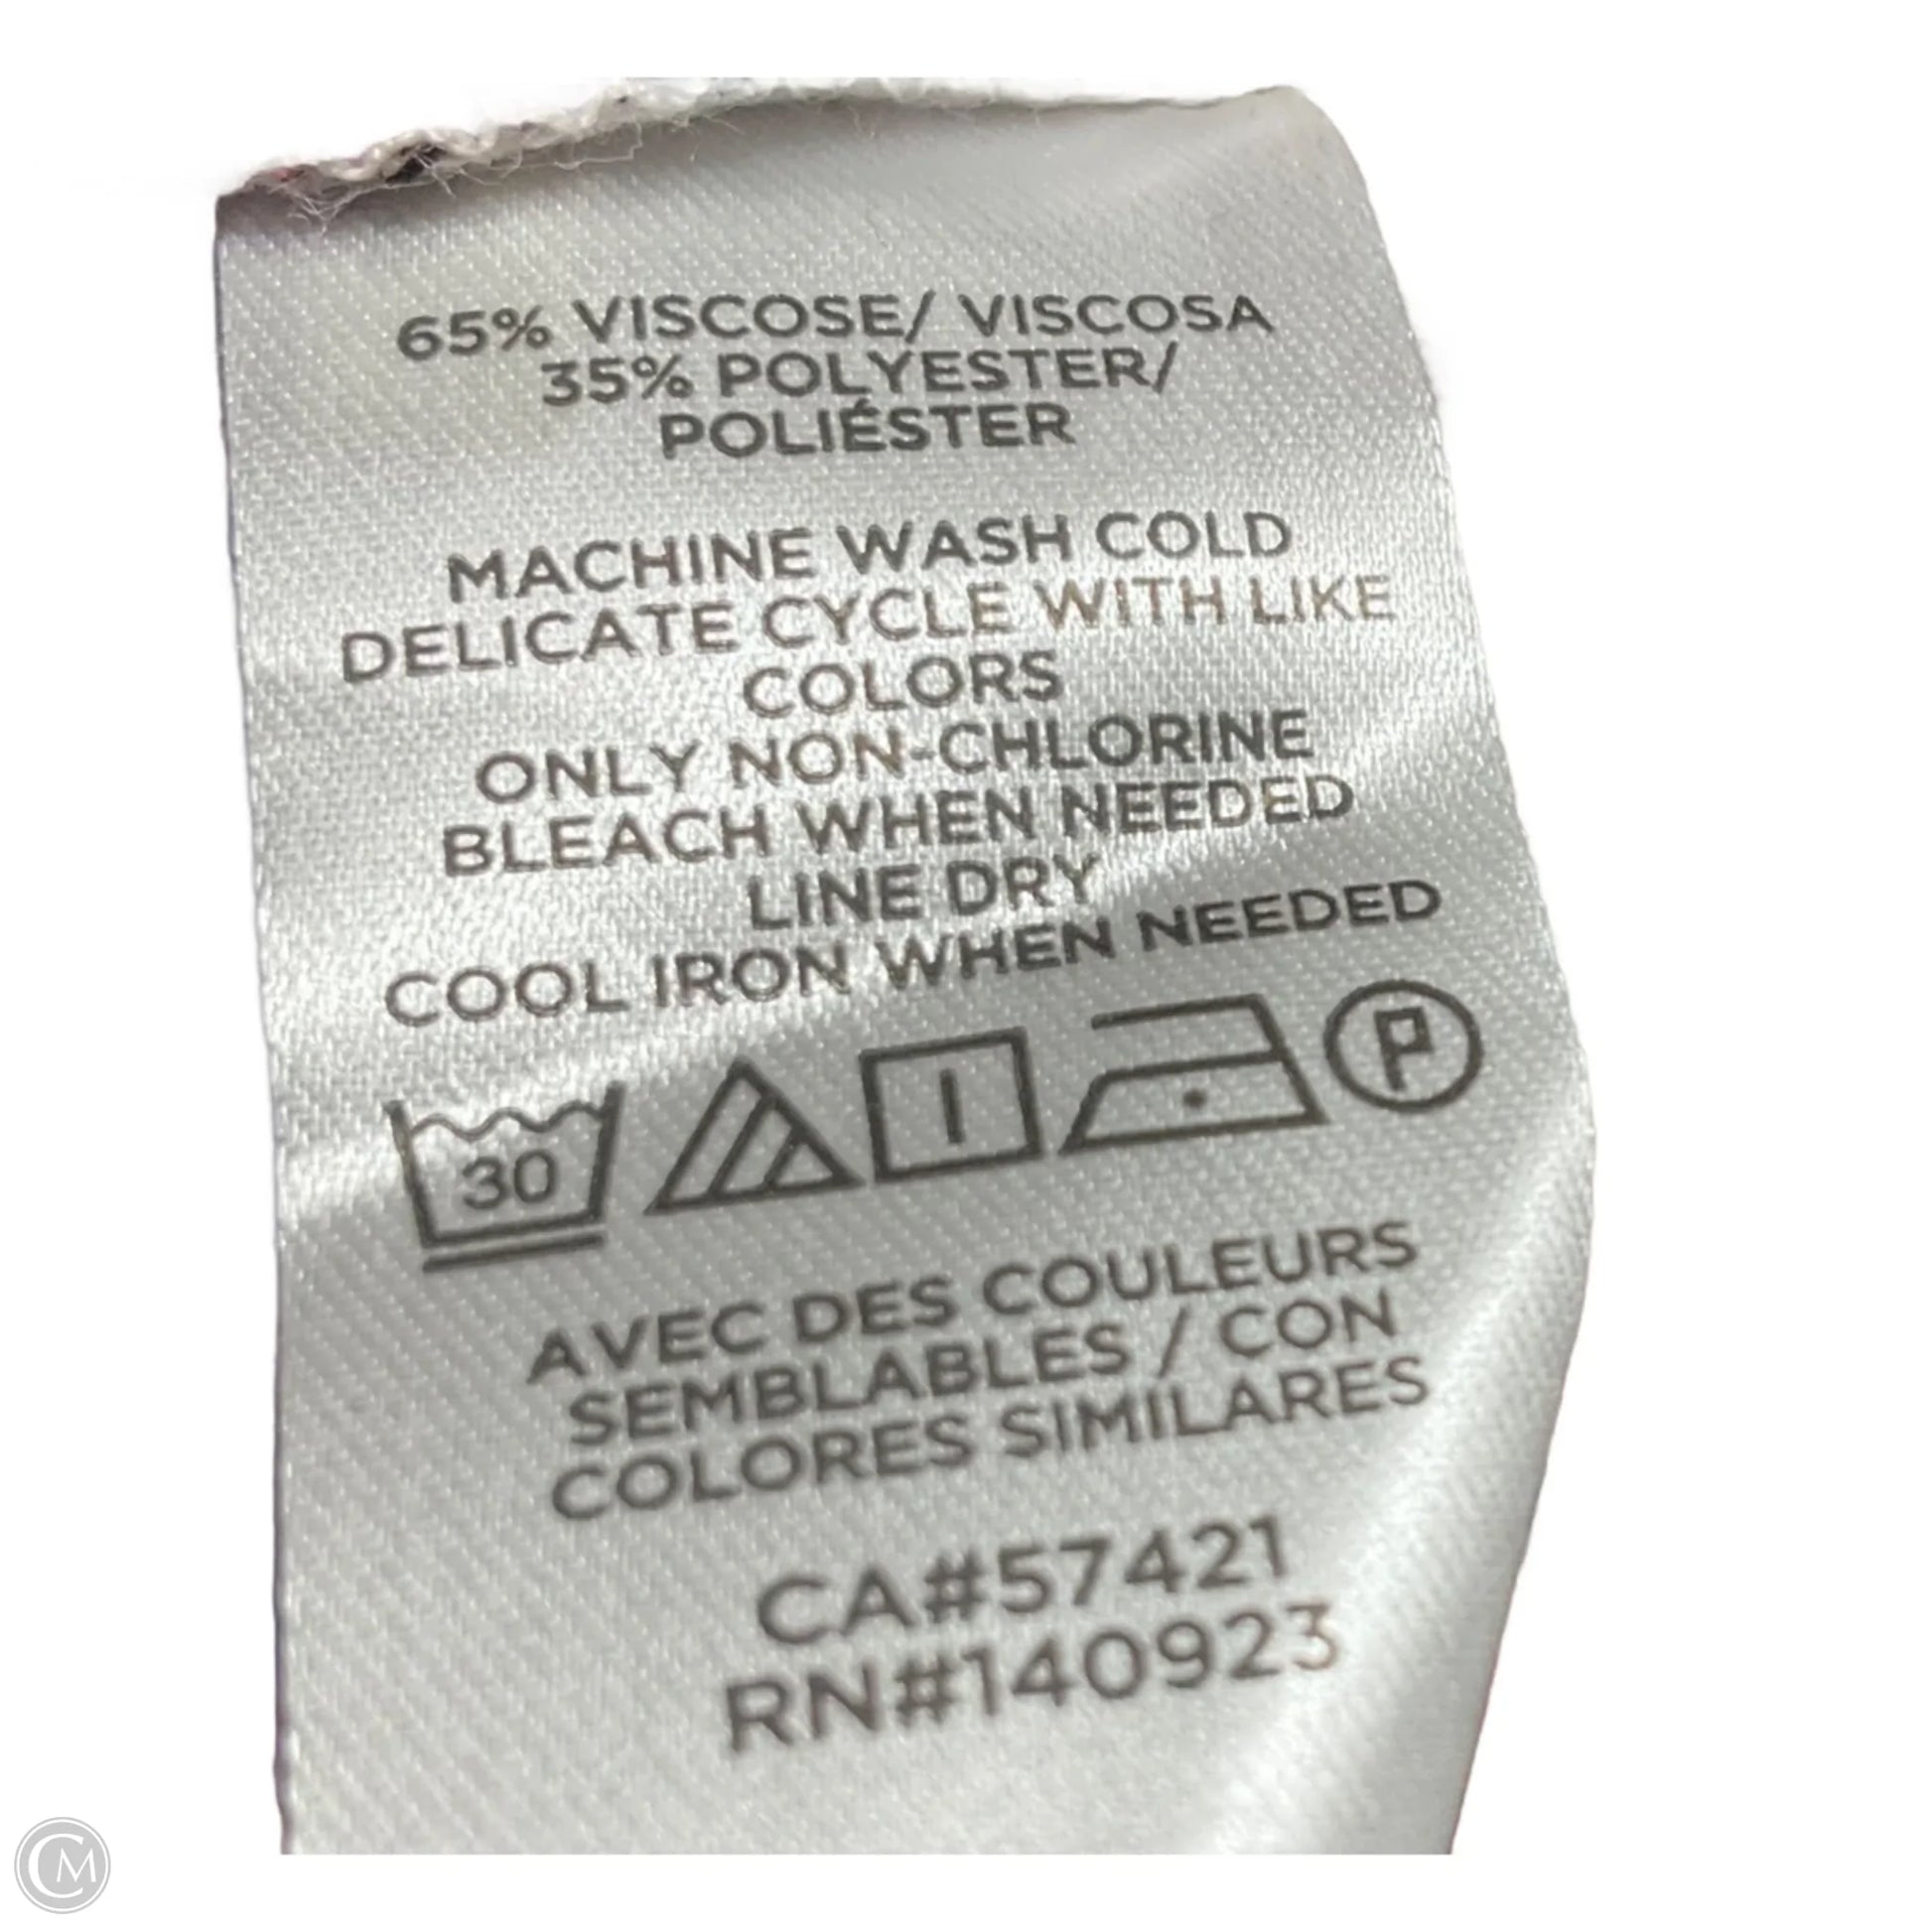 65% VISCOSE/ VISCOSA
35% POLYESTER/
POLIÉSTER
MACHINE WASH COLD
DELICATE CYCLE WITH LIKE
COLORS
ONLY NON-CHLORINE
BLEACH WHEN NEEDED
LINE DRY
COOL IRON WHEN NEEDED
30
P
AVEC DES COULEURS
SEMBLABLES / CON
COLORES SIMILARES
CA#57421
RN#140923
CM